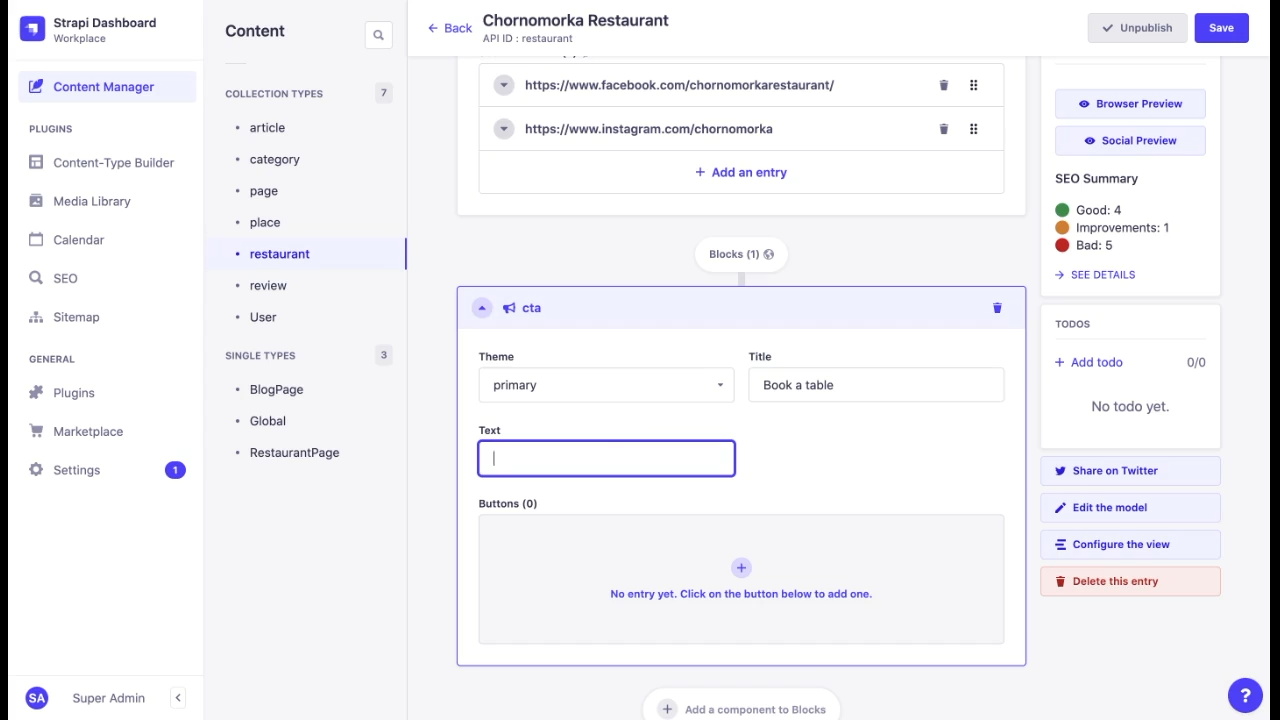 Strapi Dashboard
Workplace
Content Manager
PLUGINS
Content-Type Builder
Media Library
Calendar
SEO
Sitemap
GENERAL
Plugins
Marketplace
Settings
1
SA
Super Admin
Content
COLLECTION TYPES
7
article
category
page
place
restaurant
review
User
SINGLE TYPES
3
BlogPage
Global
RestaurantPage
Back
Chornomorka Restaurant
API ID : restaurant
Unpublish
Save
https://www.facebook.com/chornomorkarestaurant/
https://www.instagram.com/chornomorka
Add an entry
Blocks (1)
cta
Theme
primary
Title
Book a table
Text
Buttons (0)
No entry yet. Click on the button below to add one.
Add a component to Blocks
Browser Preview
Social Preview
SEO Summary
Good: 4
Improvements: 1
Bad: 5
SEE DETAILS
TODOS
Add todo
0/0
No todo yet.
Share on Twitter
Edit the model
Configure the view
Delete this entry
?